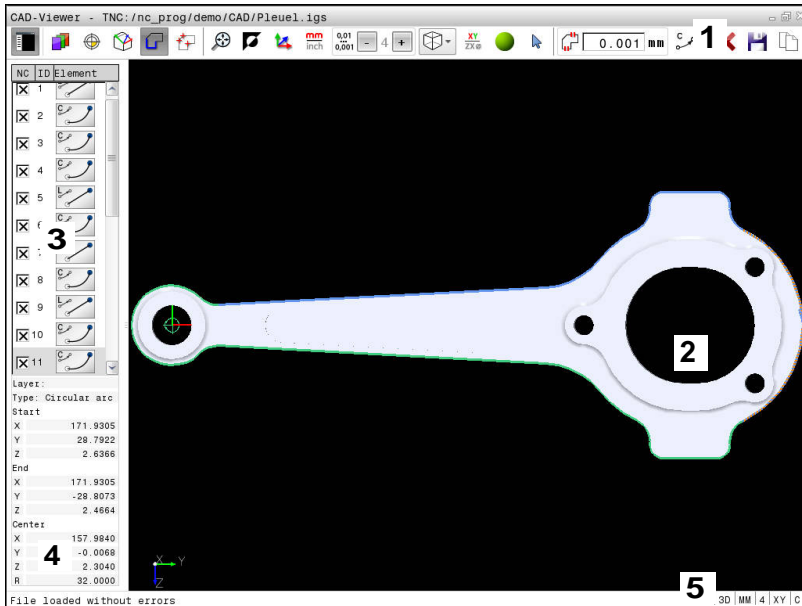 CAD-Viewer - TNC:/nc_prog/demo/CAD/Pleuel.igs
mm
inch
0,01
0,001
- 4 +
XY
ZXø
0.001 mm
C
1
NC ID Element
1
2 C
3 C
4 C
5 L
C
3
8 C
9 L
10 C
11 C
2
Layer:
Type: Circular arc
Start
X 171.9305
Y 28.7922
Z 2.6366
End
X 171.9305
Y -28.8073
Z 2.4664
Center
X 157.9840
Y -0.0068
Z 2.3040
R 32.0000
4
X Y
Z
5
File loaded without errors
3D MM 4 XY C